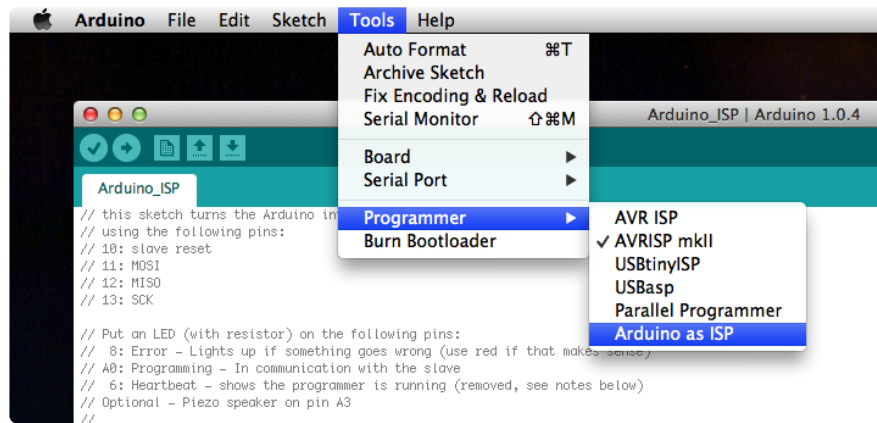 Arduino File Edit Sketch Tools Help
Auto Format ⌘T
Archive Sketch
Fix Encoding & Reload
Serial Monitor ⇧⌘M
Board ▶
Serial Port ▶
Programmer ▶
Burn Bootloader
AVR ISP
✓ AVRISP mkII
USBtinyISP
USBasp
Parallel Programmer
Arduino as ISP
Arduino_ISP | Arduino 1.0.4
Arduino_ISP
// this sketch turns the Arduino in
// using the following pins:
// 10: slave reset
// 11: MOSI
// 12: MISO
// 13: SCK
// Put an LED (with resistor) on the following pins:
//  8: Error - Lights up if something goes wrong (use red if that makes sense)
// A0: Programming - In communication with the slave
//  6: Heartbeat - shows the programmer is running (removed, see notes below)
// Optional - Piezo speaker on pin A3
//